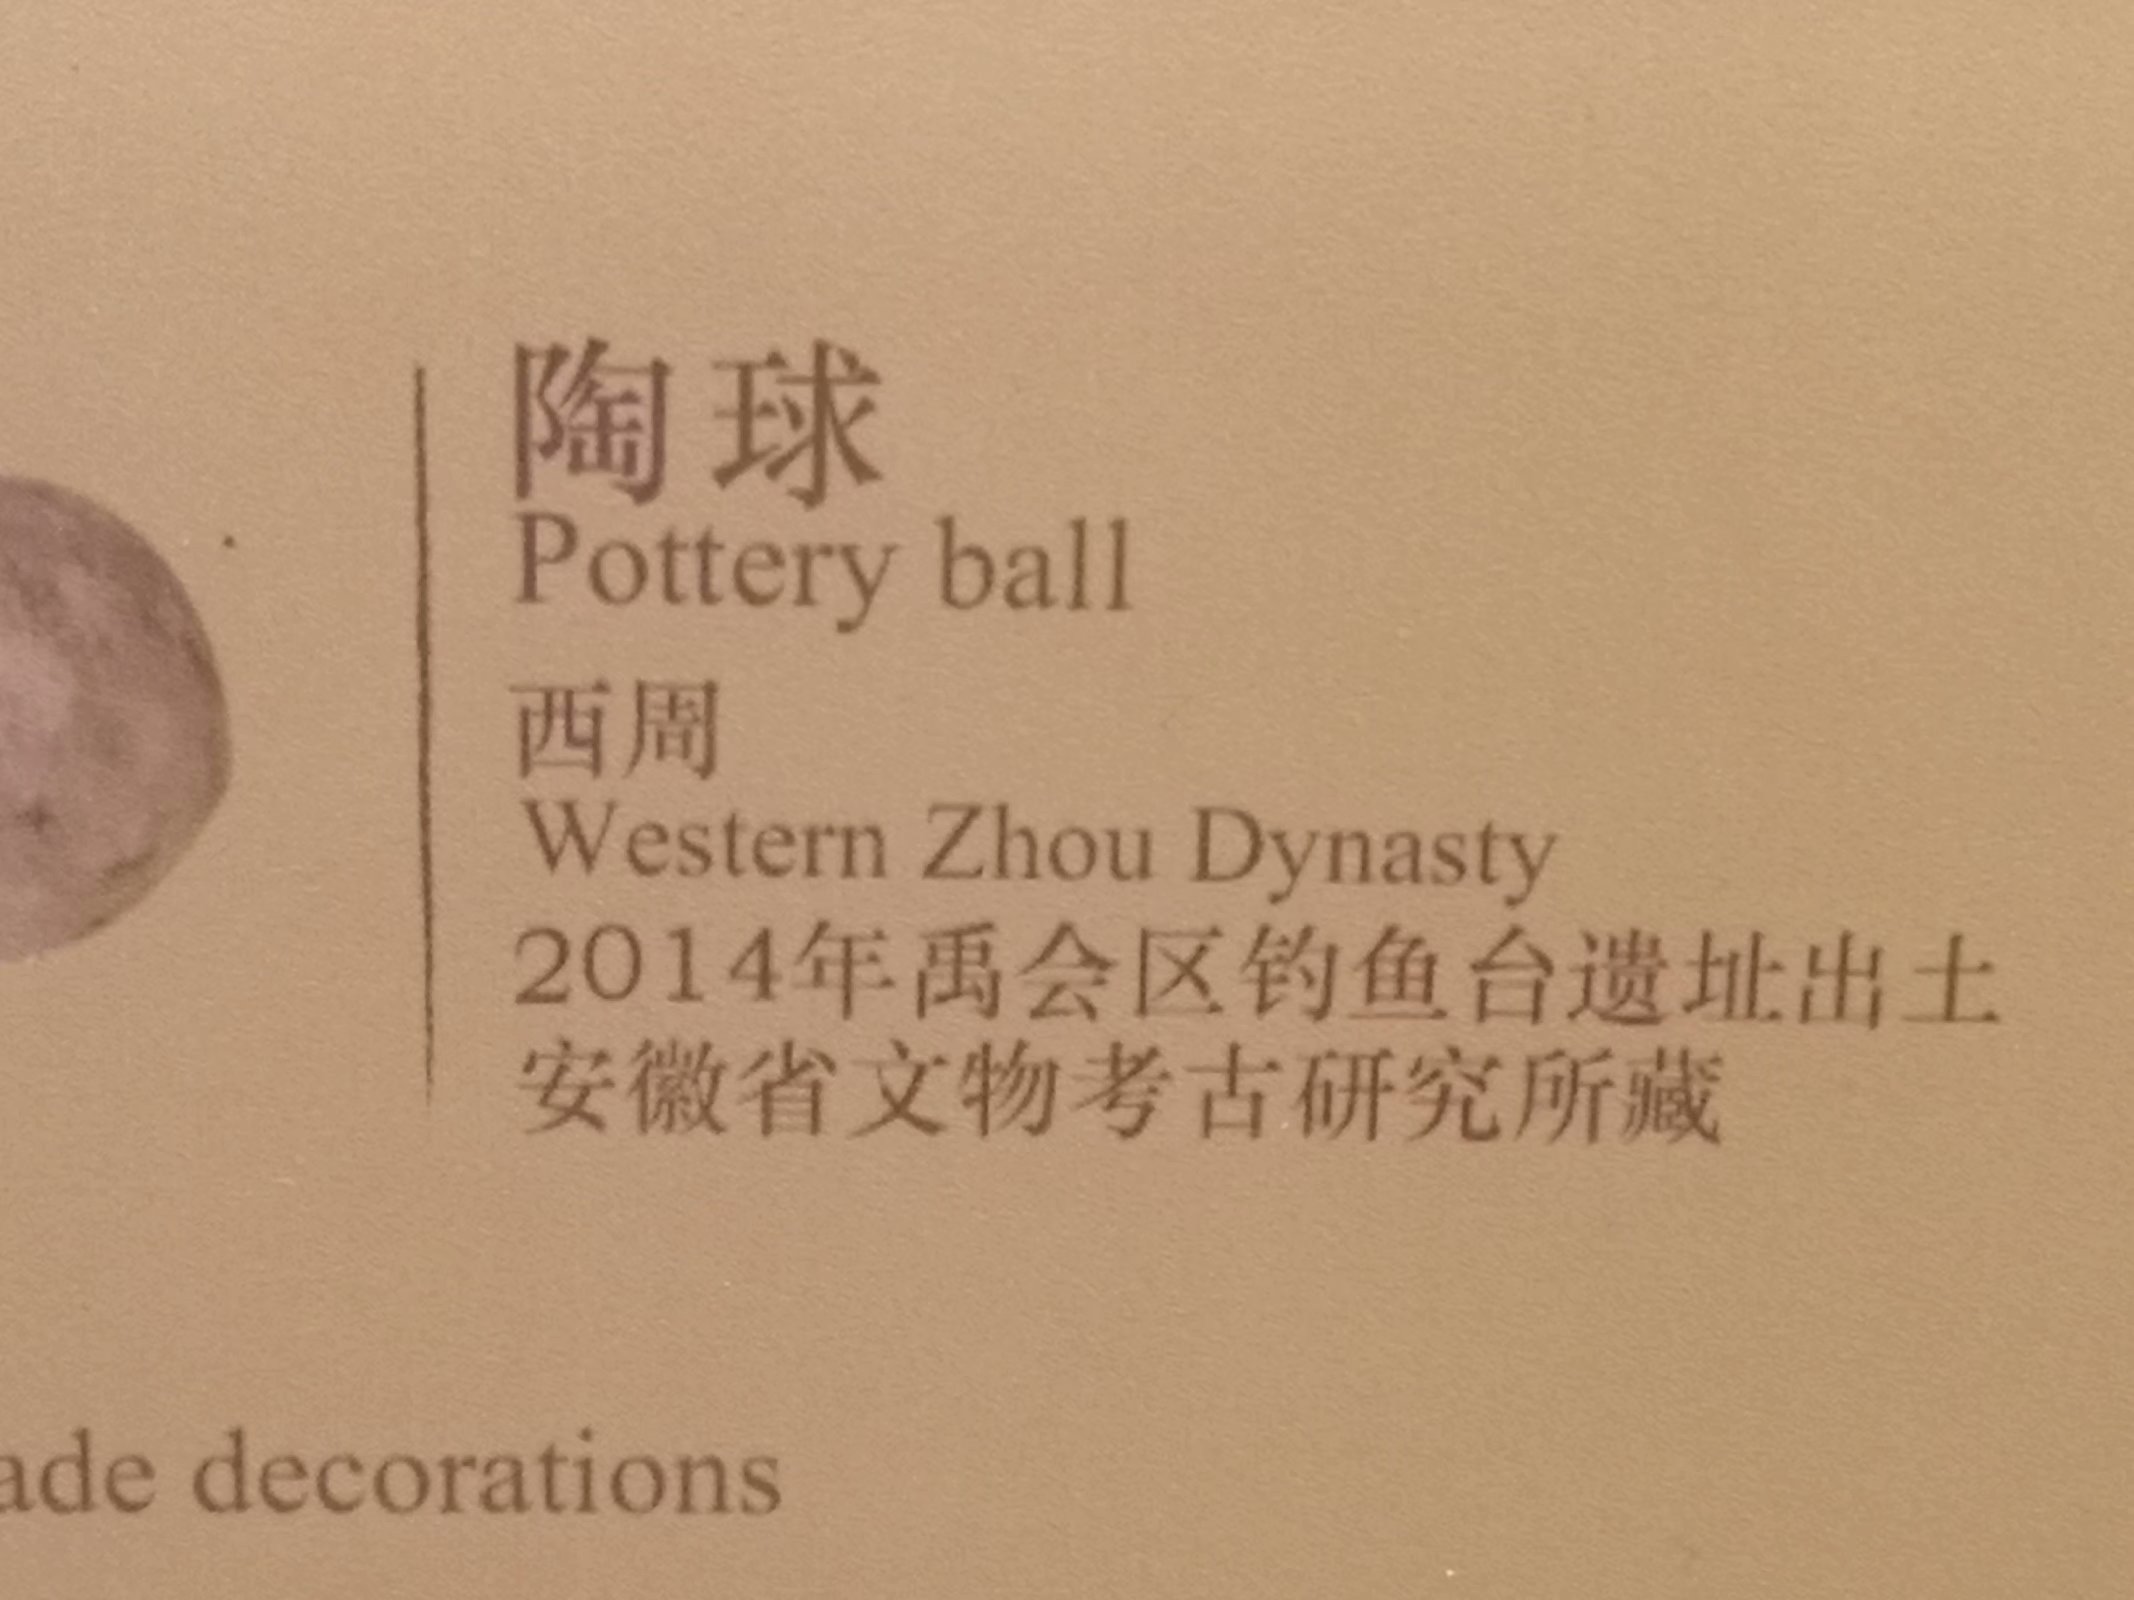 陶球
Pottery ball
西周
Western Zhou Dynasty
2014年禹会区钓鱼台遗址出土
安徽省文物考古研究所藏
decorations